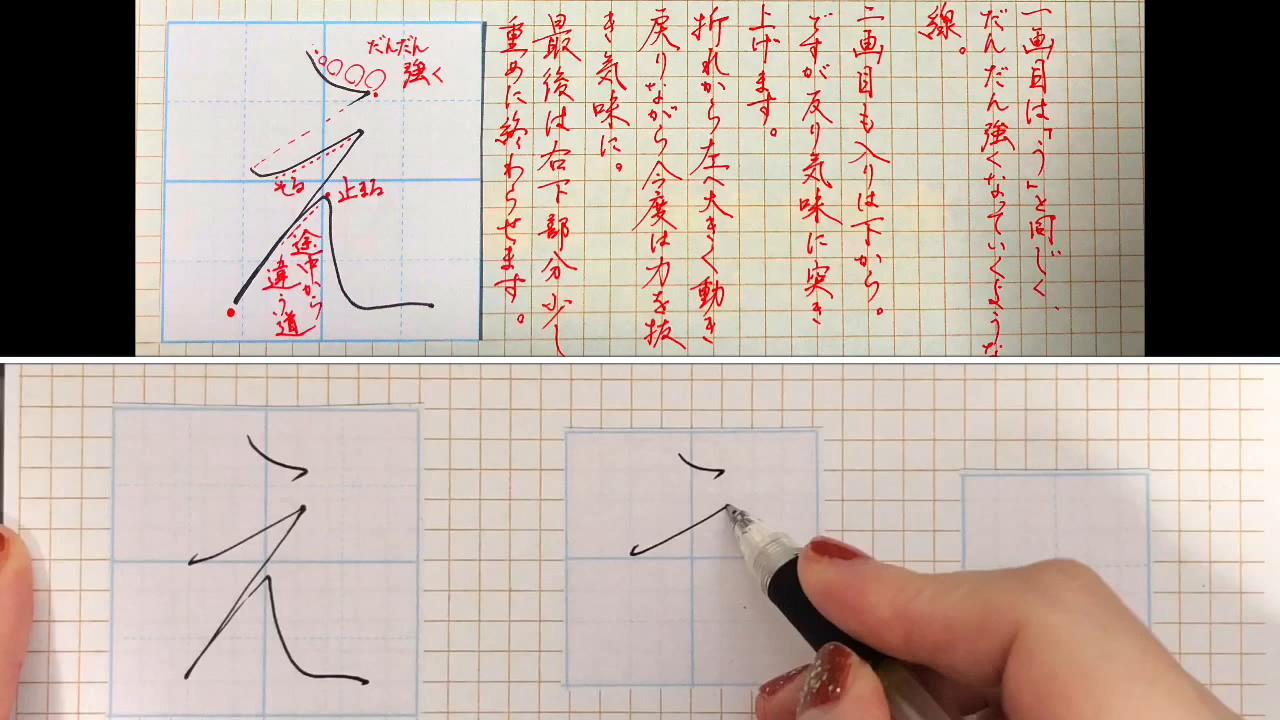 一画目は「う」と同じく、
だんだん強くなっていくような
線。
二画目も入りは下から。
ですが反り気味に突き
上げます。
折れから左へ大きく動き
戻りながら今度は力を抜
き気味に。
最後は右下部分少し
重めに終わらせます。
だんだん
強く
そる
止まる
途中から
違う道
え
え